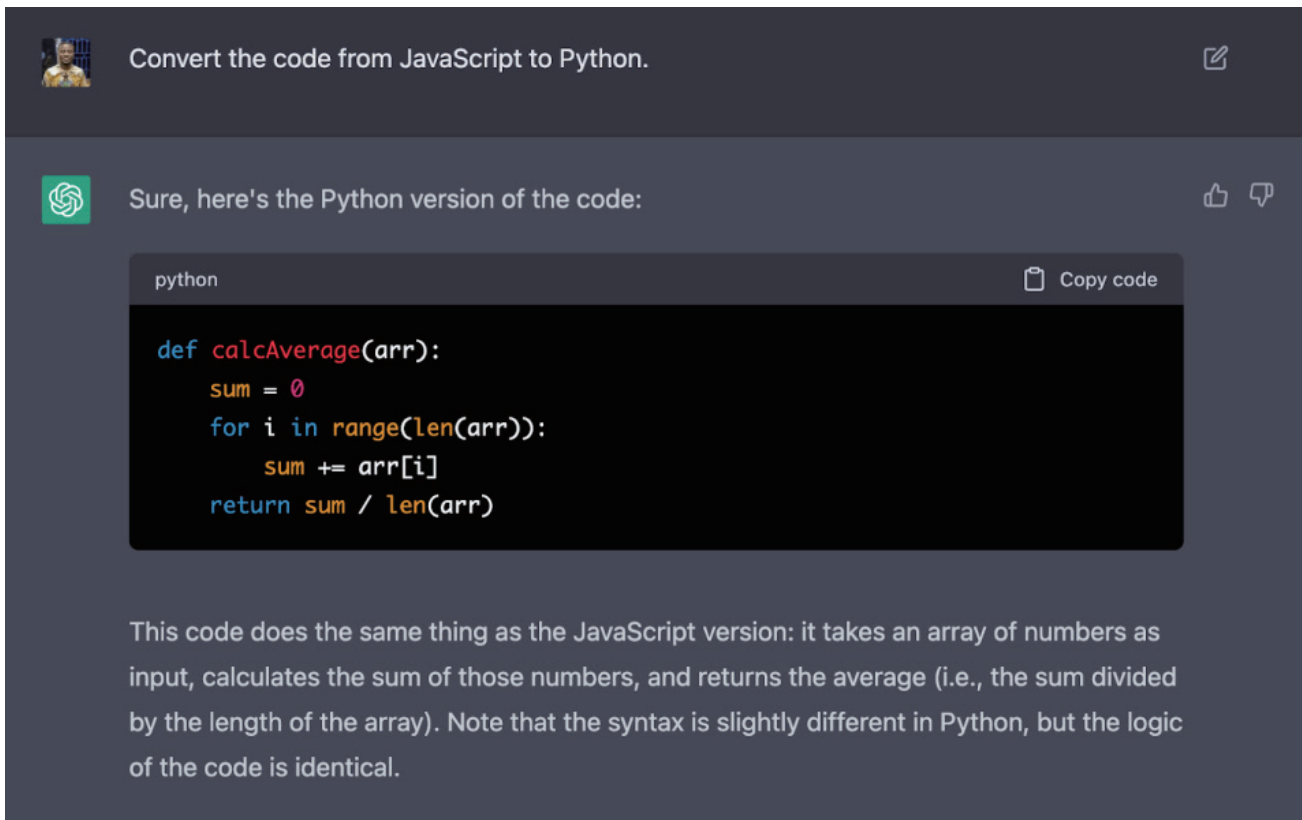 Convert the code from JavaScript to Python.
Sure, here's the Python version of the code:
python
Copy code
def calcAverage(arr):
    sum = 0
    for i in range(len(arr)):
        sum += arr[i]
    return sum / len(arr)
This code does the same thing as the JavaScript version: it takes an array of numbers as
input, calculates the sum of those numbers, and returns the average (i.e., the sum divided
by the length of the array). Note that the syntax is slightly different in Python, but the logic
of the code is identical.